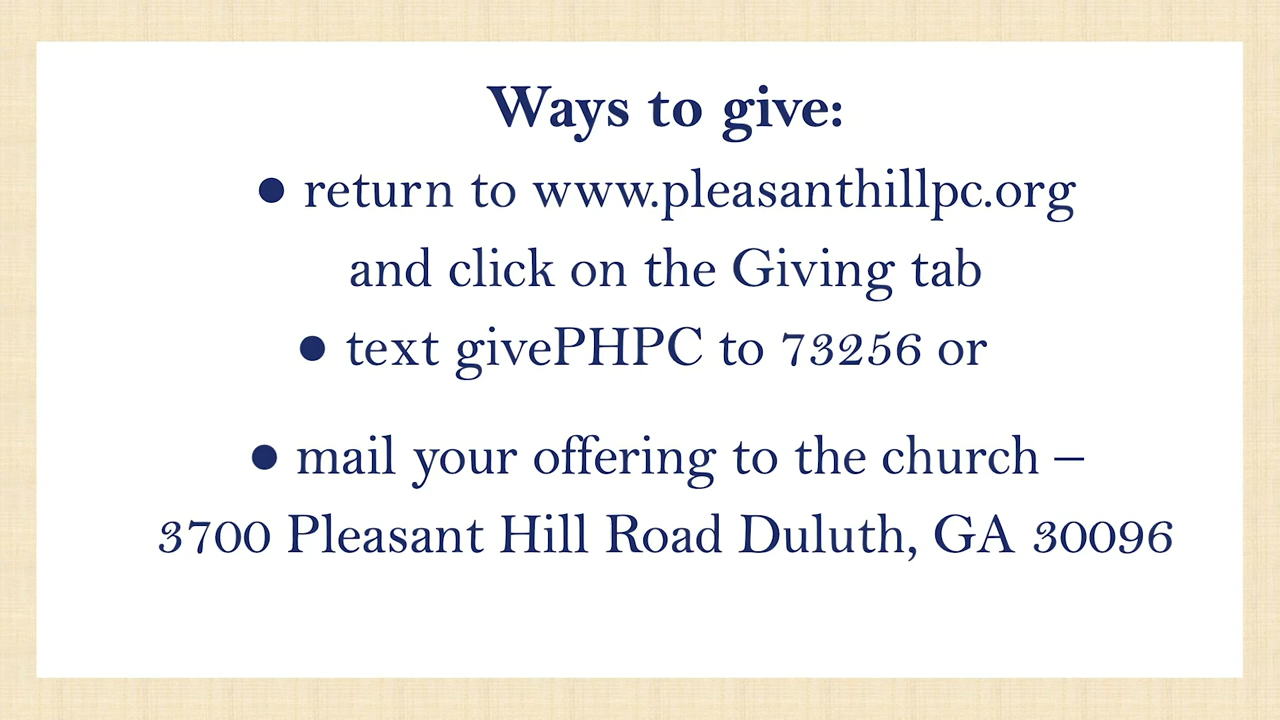 Ways to give:
● return to www.pleasanthillpc.org
and click on the Giving tab
● text givePHPC to 73256 or
● mail your offering to the church –
3700 Pleasant Hill Road Duluth, GA 30096